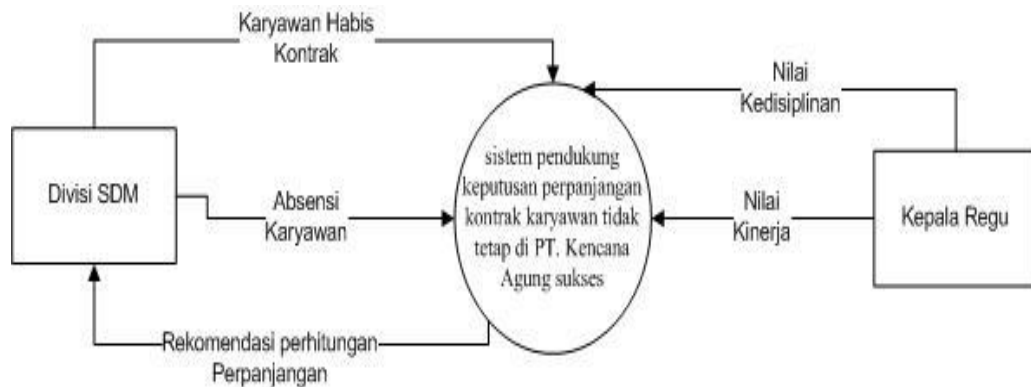 Karyawan Habis
Kontrak
Nilai
Kedisiplinan
Divisi SDM
Absensi
Karyawan
sistem pendukung
keputusan perpanjangan
kontrak karyawan tidak
tetap di PT. Kencana
Agung sukses
Nilai
Kinerja
Kepala Regu
Rekomendasi perhitungan
Perpanjangan